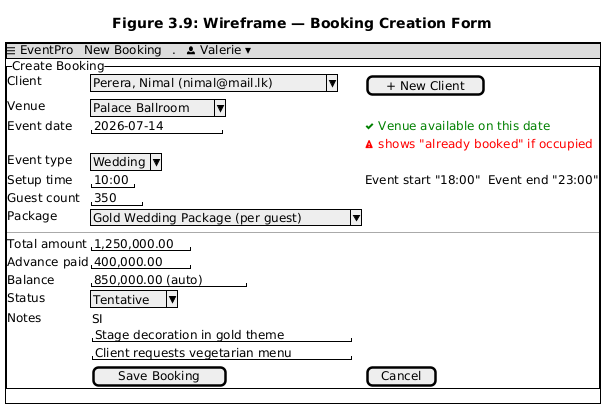 Figure 3.9: Wireframe — Booking Creation Form
☰ EventPro New Booking . 👤 Valerie ▾
Create Booking
Client Perera, Nimal (nimal@mail.lk) ▼ + New Client
Venue Palace Ballroom ▼
Event date 2026-07-14 ✔ Venue available on this date
⚠ shows "already booked" if occupied
Event type Wedding ▼
Setup time 10:00 Event start "18:00" Event end "23:00"
Guest count 350
Package Gold Wedding Package (per guest) ▼
Total amount 1,250,000.00
Advance paid 400,000.00
Balance 850,000.00 (auto)
Status Tentative ▼
Notes SI
Stage decoration in gold theme
Client requests vegetarian menu
Save Booking Cancel